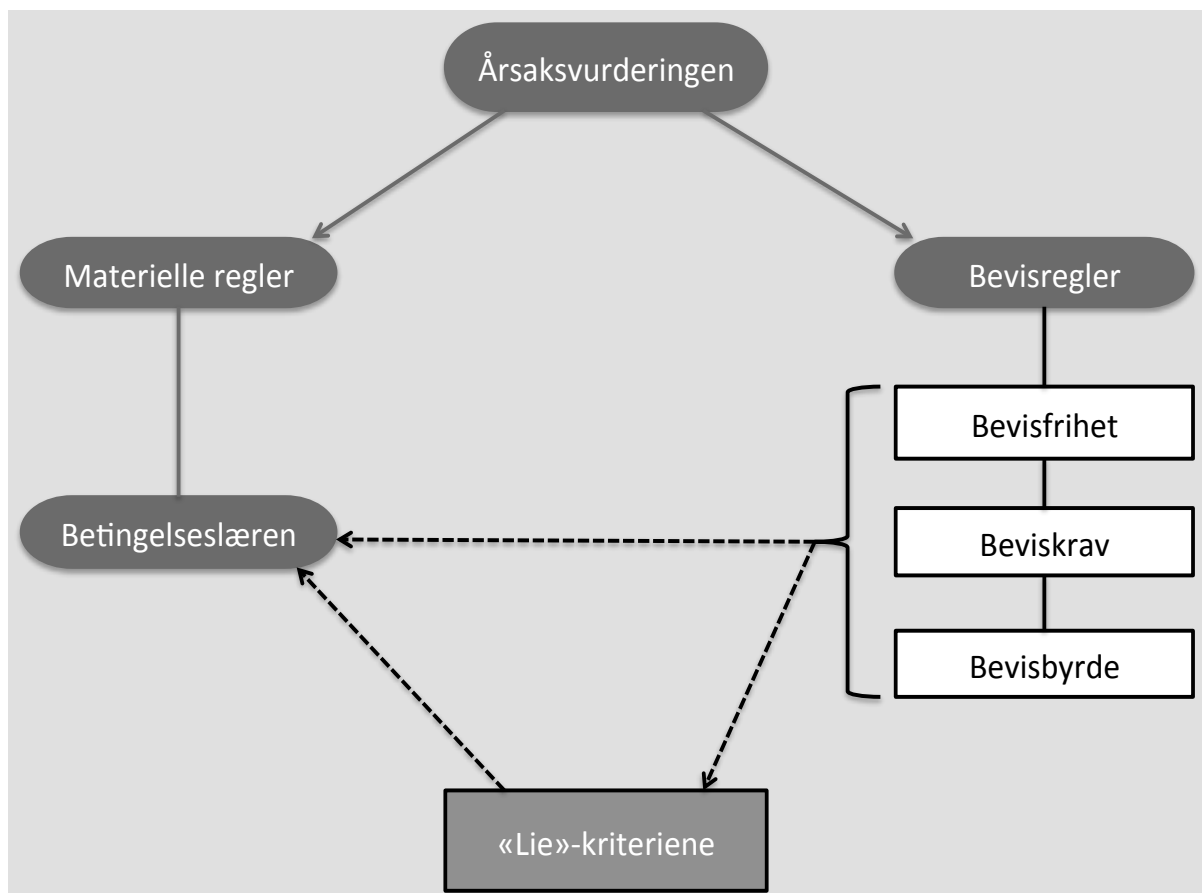 Årsaksvurderingen
Materielle regler
Bevisregler
Bevisfrihet
Betingelseslæren
Beviskrav
Bevisbyrde
«Lie»-kriteriene